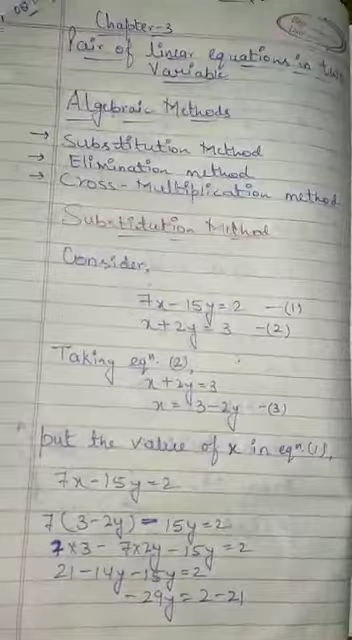 08
Chapter-3
Pair of linear equations in two
Variable
Algebraic Methods
→ Substitution Method
→ Elimination method
→ Cross-Multiplication method
Substitution Method
Consider,
7x-15y=2 -(1)
x+2y=3 -(2)
Taking eqⁿ. (2),
x+2y=3
x=3-2y -(3)
put the value of x in eqⁿ.(1),
7x-15y=2
7(3-2y)-15y=2
7×3-7×2y-15y=2
21-14y-15y=2
-29y=2-21